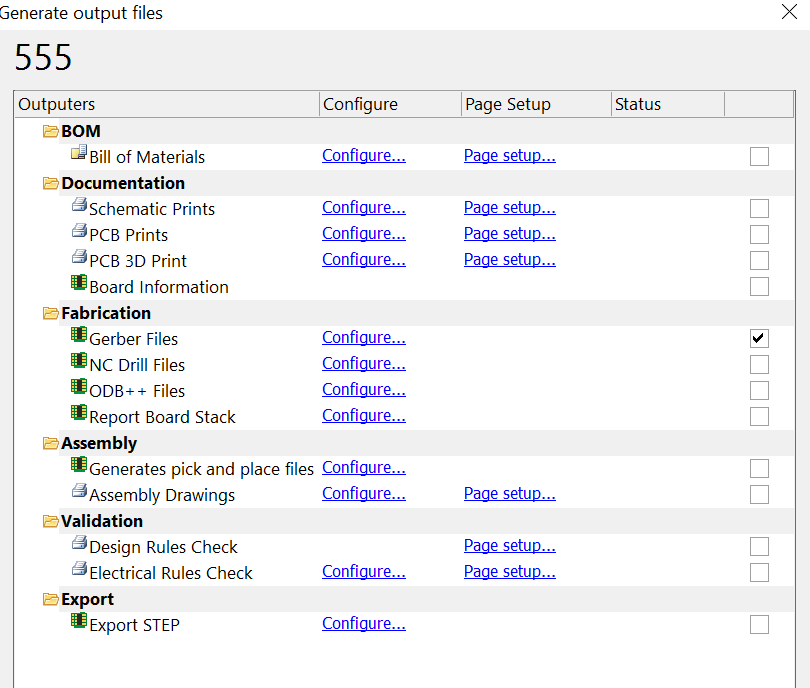 Generate output files
555
Outputers Configure Page Setup Status
BOM
Bill of Materials Configure... Page setup...
Documentation
Schematic Prints Configure... Page setup...
PCB Prints Configure... Page setup...
PCB 3D Print Configure... Page setup...
Board Information
Fabrication
Gerber Files Configure...
NC Drill Files Configure...
ODB++ Files Configure...
Report Board Stack Configure...
Assembly
Generates pick and place files Configure...
Assembly Drawings Configure... Page setup...
Validation
Design Rules Check Page setup...
Electrical Rules Check Configure... Page setup...
Export
Export STEP Configure...